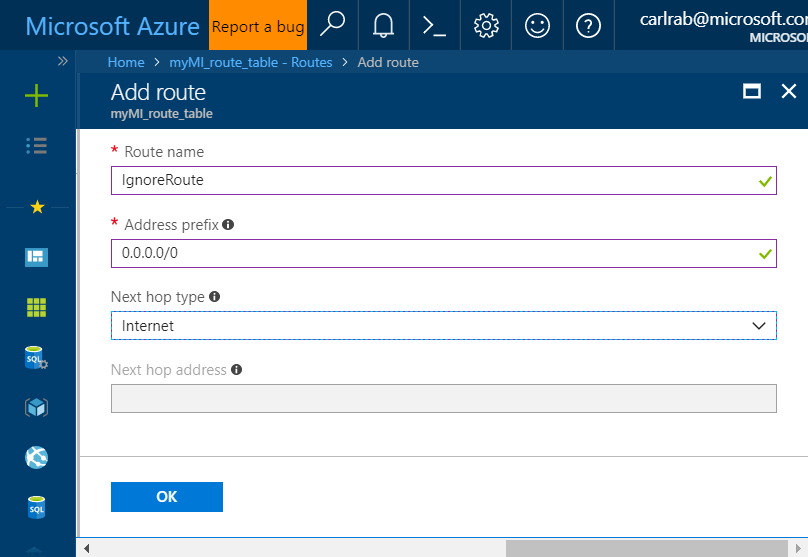 Microsoft Azure
Report a bug
carlrab@microsoft.co
MICROSO
Home > myMI_route_table - Routes > Add route
Add route
myMI_route_table
* Route name
IgnoreRoute
* Address prefix
0.0.0.0/0
Next hop type
Internet
Next hop address
SQL
SQL
OK